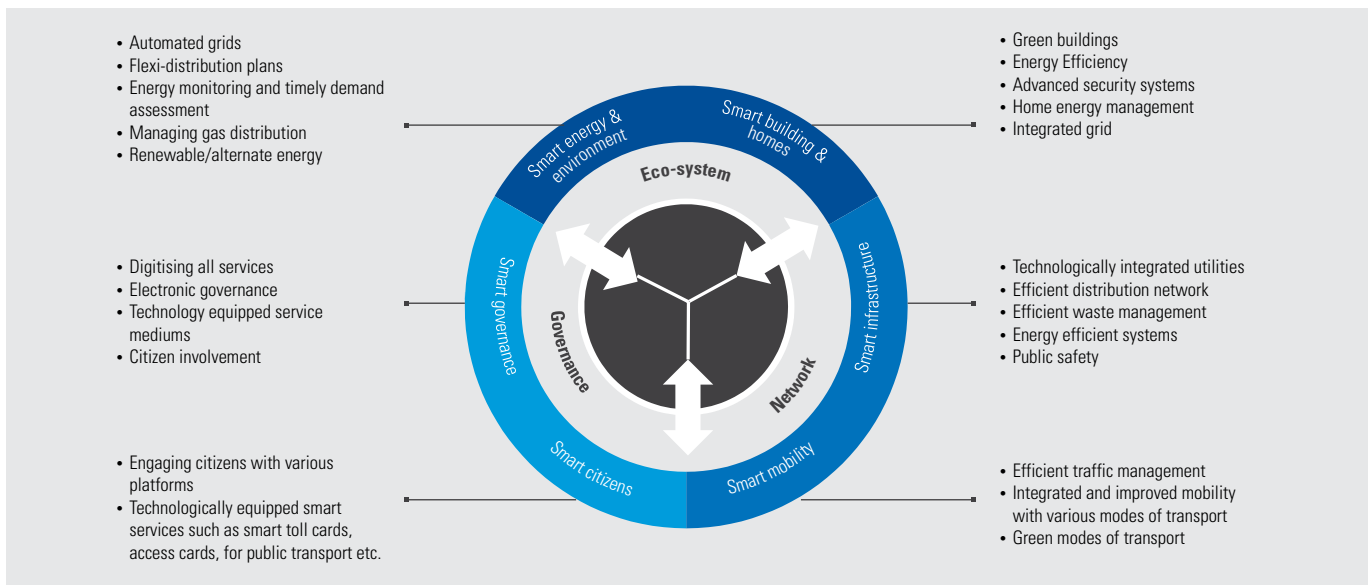 • Automated grids
• Flexi-distribution plans
• Energy monitoring and timely demand
assessment
• Managing gas distribution
• Renewable/alternate energy
• Green buildings
• Energy Efficiency
• Advanced security systems
• Home energy management
• Integrated grid
Smart energy &
environment
Smart building &
homes
Eco-system
• Digitising all services
• Electronic governance
• Technology equipped service
mediums
• Citizen involvement
Smart governance
Governance
Network
Smart infrastructure
• Technologically integrated utilities
• Efficient distribution network
• Efficient waste management
• Energy efficient systems
• Public safety
• Engaging citizens with various
platforms
• Technologically equipped smart
services such as smart toll cards,
access cards, for public transport etc.
Smart citizens
Smart mobility
• Efficient traffic management
• Integrated and improved mobility
with various modes of transport
• Green modes of transport